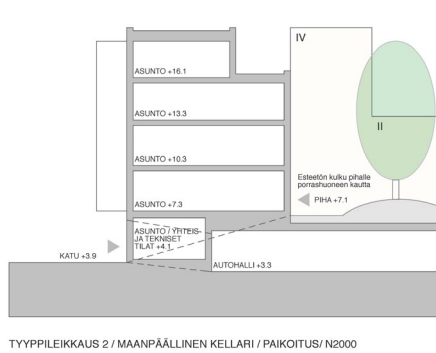 IV
ASUNTO +16.1
ASUNTO +13.3
II
ASUNTO +10.3
Esteetön kulku pihalle
porrashuoneen kautta
PIHA +7.1
ASUNTO +7.3
ASUNTO / YHTEIS-
JA TEKNISET
TILAT +4.1
KATU +3.9
AUTOHALLI +3.3
TYYPPILEIKKAUS 2 / MAANPÄÄLLINEN KELLARI / PAIKOITUS/ N2000